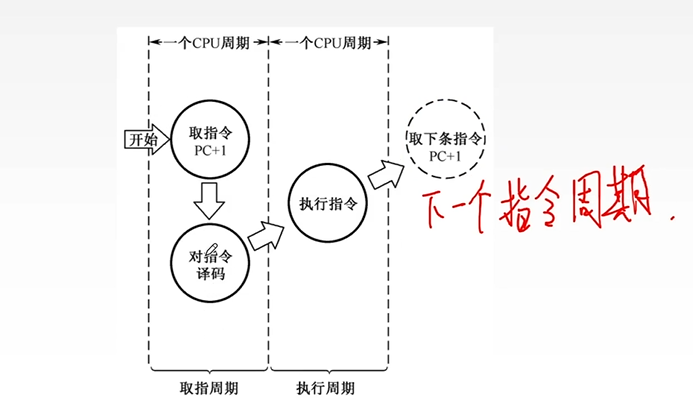 一个CPU周期 一个CPU周期
开始
取指令
PC+1
对指令
译码
执行指令
取下条指令
PC+1
下一个指令周期.
取指周期 执行周期